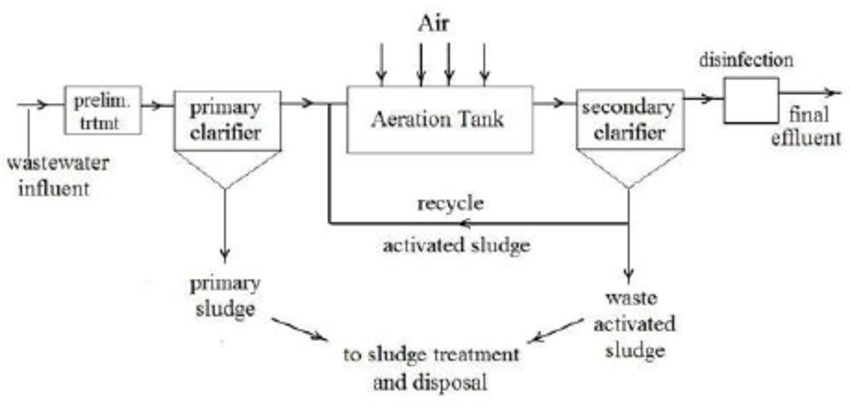 Air
disinfection
prelim.
trtmt
primary
clarifier
Aeration Tank
secondary
clarifier
final
effluent
wastewater
influent
recycle
activated sludge
primary
sludge
waste
activated
sludge
to sludge treatment
and disposal